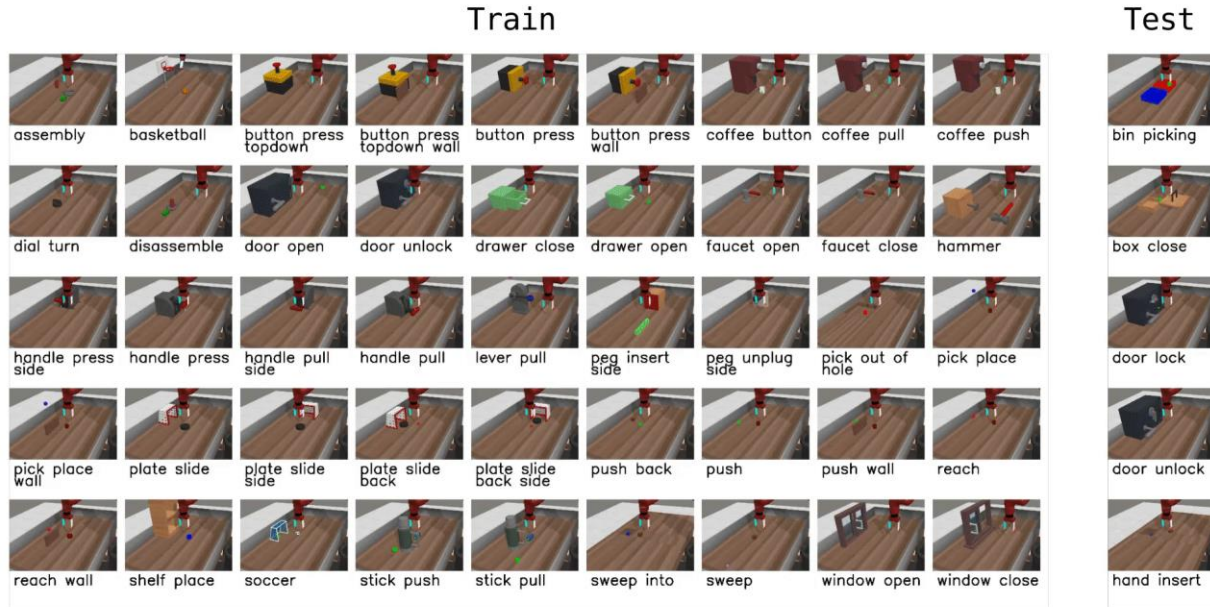 Train
Test
assembly
basketball
button press
topdown
button press
topdown wall
button press
button press
wall
coffee button
coffee pull
coffee push
bin picking
dial turn
disassemble
door open
door unlock
drawer close
drawer open
faucet open
faucet close
hammer
box close
handle press
side
handle press
handle pull
side
handle pull
lever pull
peg insert
side
peg unplug
side
pick out of
hole
pick place
door lock
pick place
wall
plate slide
plate slide
side
plate slide
back
plate slide
back side
push back
push
push wall
reach
door unlock
reach wall
shelf place
soccer
stick push
stick pull
sweep into
sweep
window open
window close
hand insert